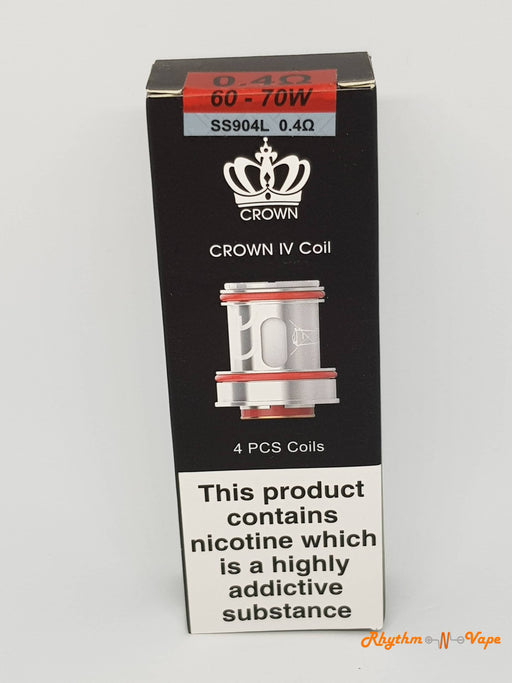 0.4Ω
60 - 70W
SS904L 0.4Ω
CROWN
CROWN IV Coil
4 PCS Coils
This product
contains
nicotine which
is a highly
addictive
substance
Rhythm N Vape